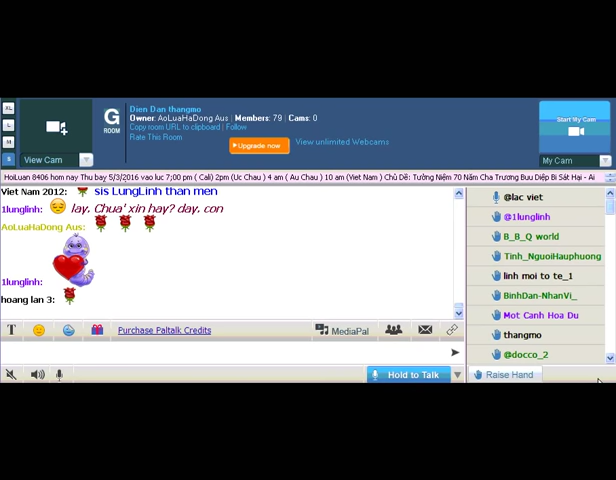 XL
L
M
S
View Cam
G
ROOM
Dien Dan thangmo
Owner: AoLuaHaDong Aus | Members: 79 | Cams: 0
Copy room URL to clipboard | Follow
Rate This Room
Upgrade now
View unlimited Webcams
Start My Cam
My Cam
HoiLuan 8406 hom nay Thu bay 5/3/2016 vao luc 7;00 pm ( Cali) 2pm (Uc Chau ) 4 am ( Au Chau ) 10 am (Viet Nam ) Chủ Đề: Tưởng Niệm 70 Năm Cha Trương Bưu Diệp Bi Sát Hại - Ai
Viet Nam 2012: sis LungLinh than men
1lunglinh: lay. Chua' xin hay? day. con
AoLuaHaDong Aus:
1lunglinh:
hoang lan 3:
@lac viet
@1lunglinh
B_B_Q world
Tinh_NguoiHauphuong
linh moi to te_1
BinhDan-NhanVi_
Mot Canh Hoa Du
thangmo
@docco_2
T
Purchase Paltalk Credits
MediaPal
Hold to Talk
Raise Hand